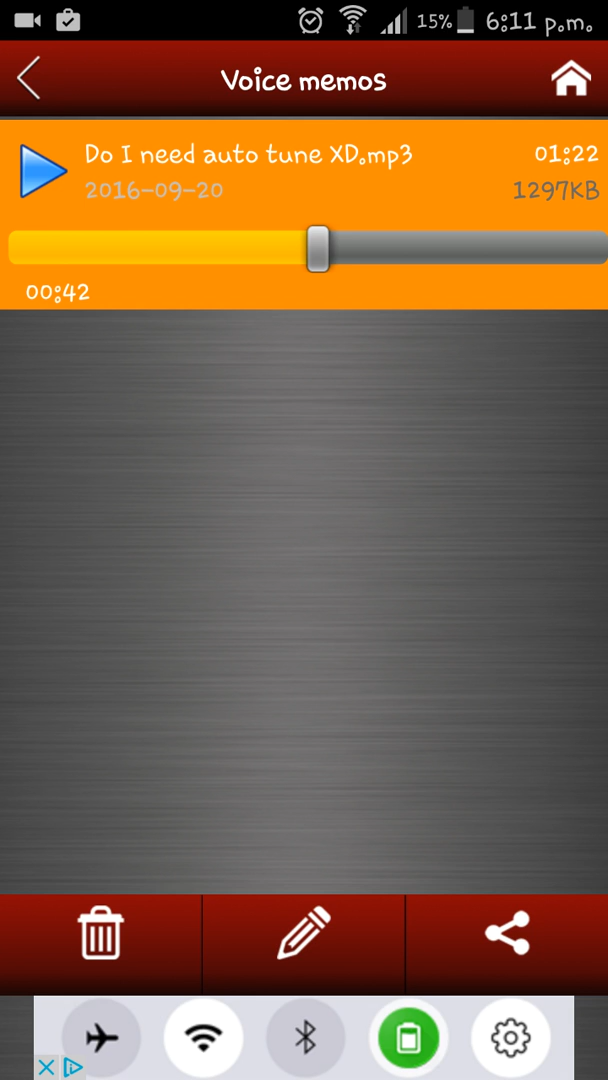 15% 6:11 p.m.
Voice memos
Do I need auto tune XD.mp3 01:22
2016-09-20 1297KB
00:42